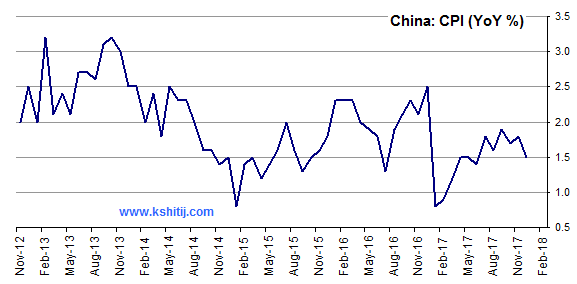 China: CPI (YoY %)
3.5
3.0
2.5
2.0
1.5
1.0
0.5
www.kshitij.com
Nov-12
Feb-13
May-13
Aug-13
Nov-13
Feb-14
May-14
Aug-14
Nov-14
Feb-15
May-15
Aug-15
Nov-15
Feb-16
May-16
Aug-16
Nov-16
Feb-17
May-17
Aug-17
Nov-17
Feb-18